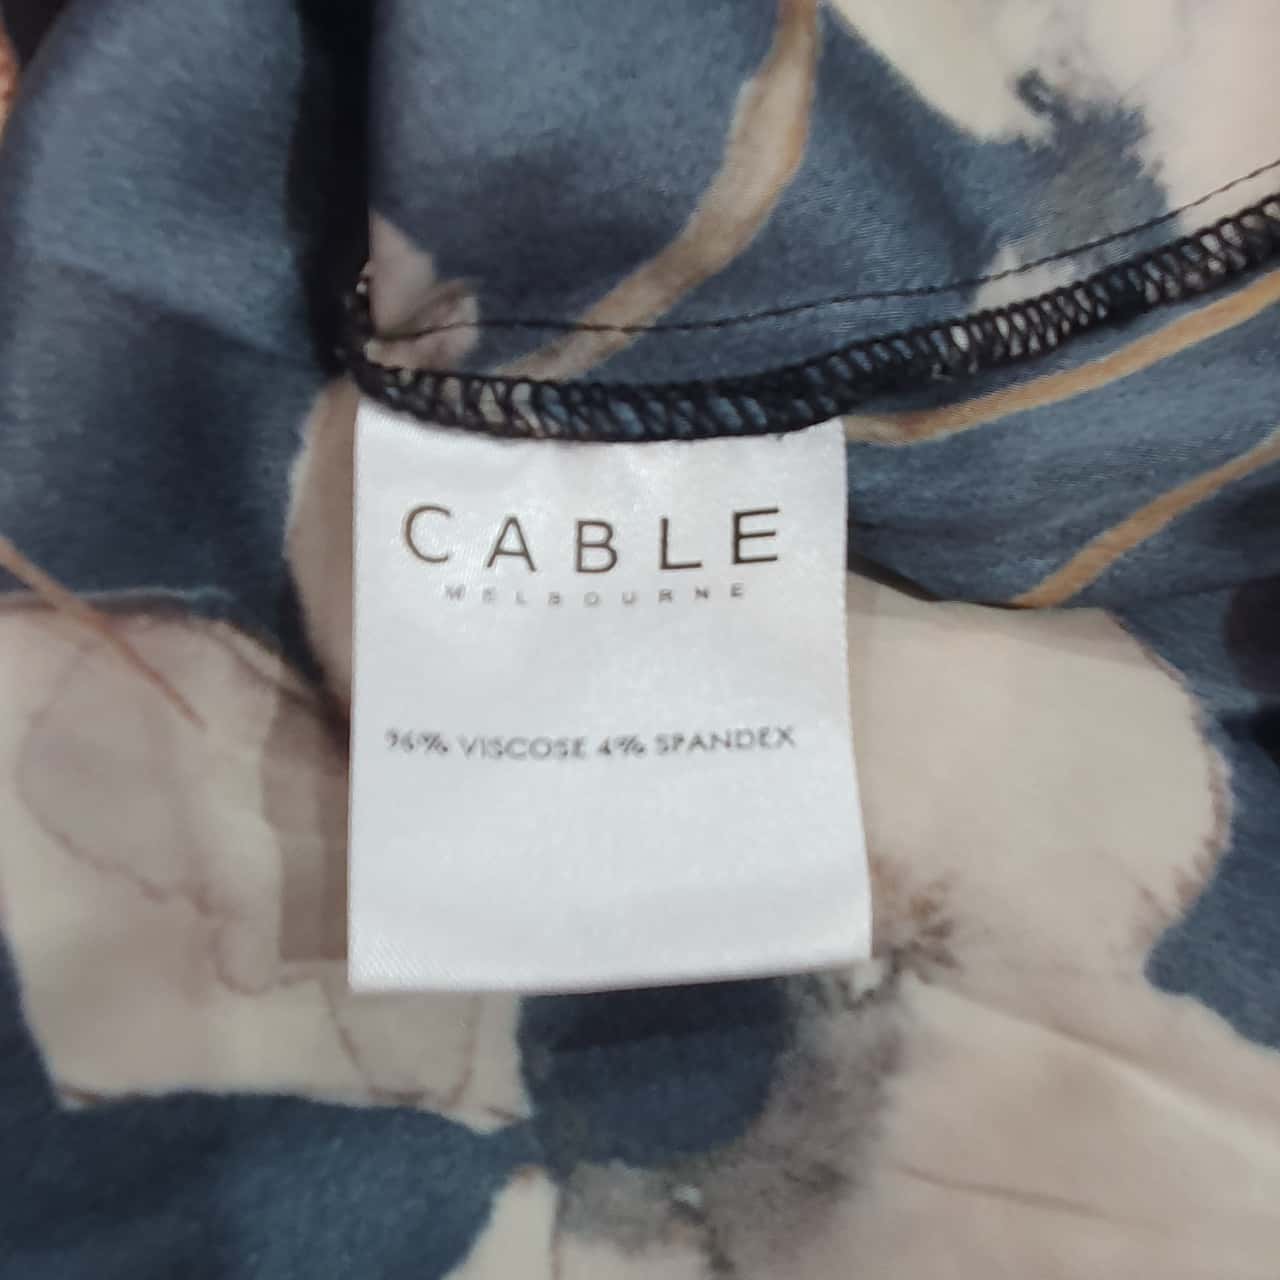 CABLE
MELBOURNE
96% VISCOSE 4% SPANDEX